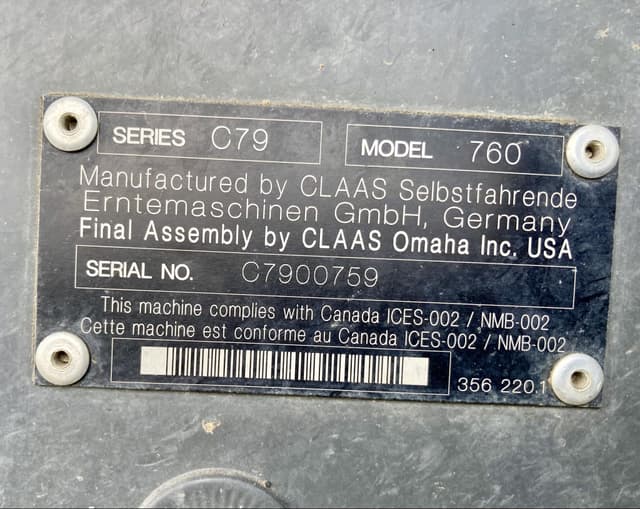 SERIES C79 MODEL 760
Manufactured by CLAAS Selbstfahrende
Erntemaschinen GmbH, Germany
Final Assembly by CLAAS Omaha Inc. USA
SERIAL NO. C7900759
This machine complies with Canada ICES-002 / NMB-002
Cette machine est conforme au Canada ICES-002 / NMB-002
356 220.1